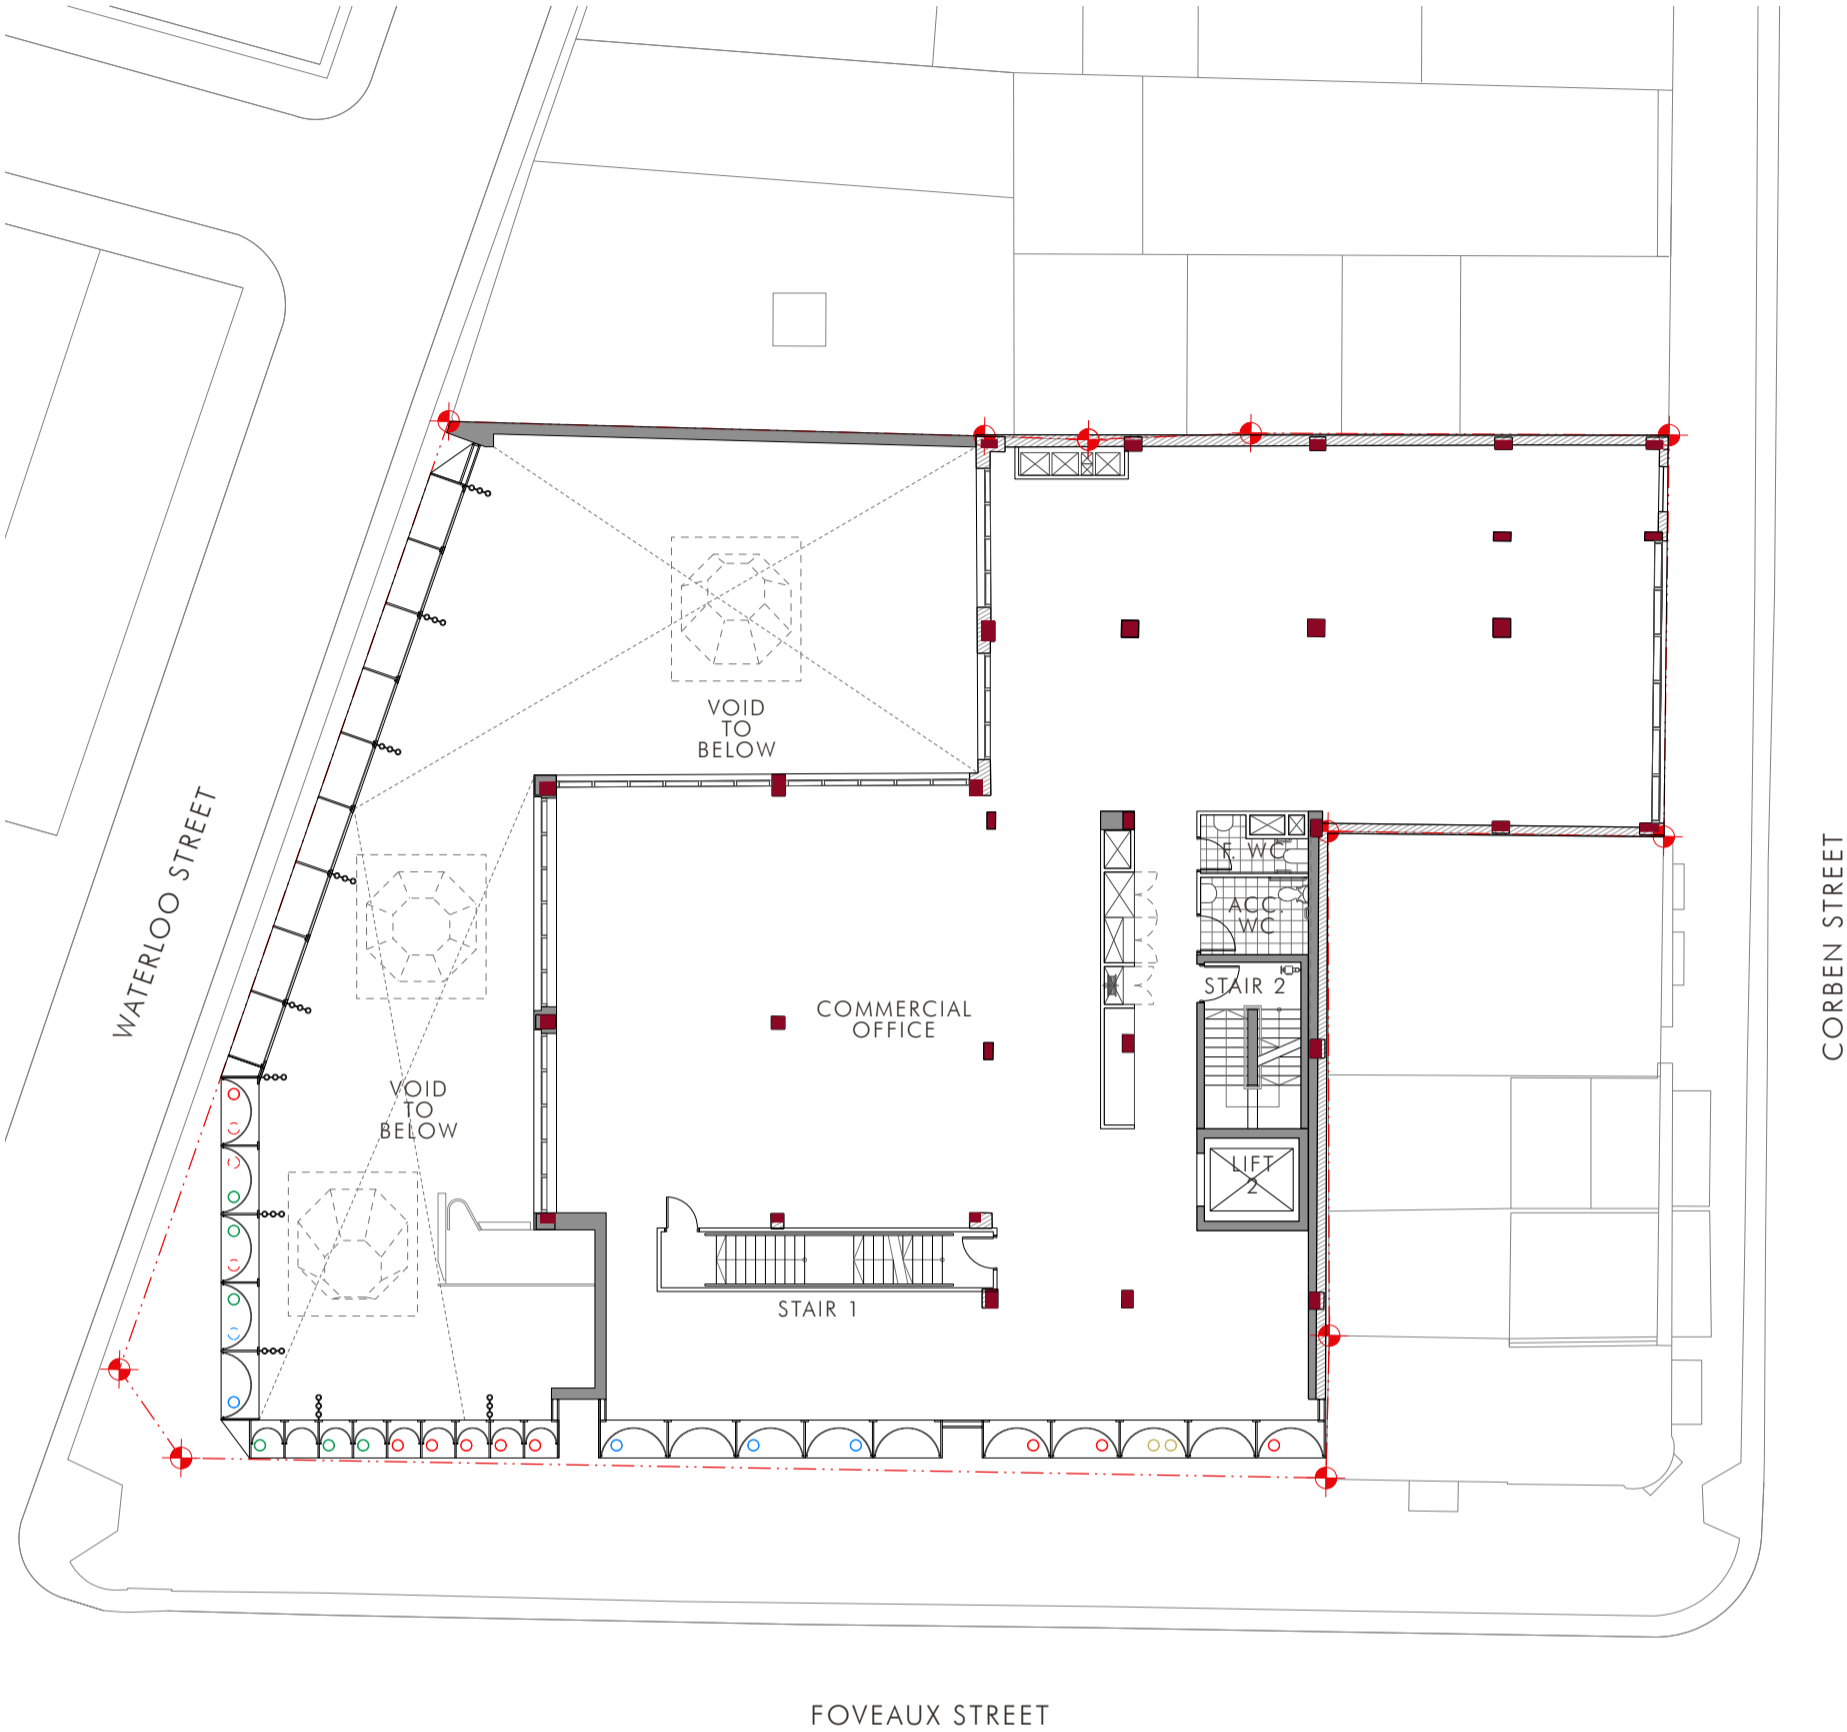 VOID
TO
BELOW
WATERLOO STREET
CORBEN STREET
F. WC
ACC.
WC
STAIR 2
COMMERCIAL
OFFICE
VOID
TO
BELOW
LIFT
2
STAIR 1
FOVEAUX STREET